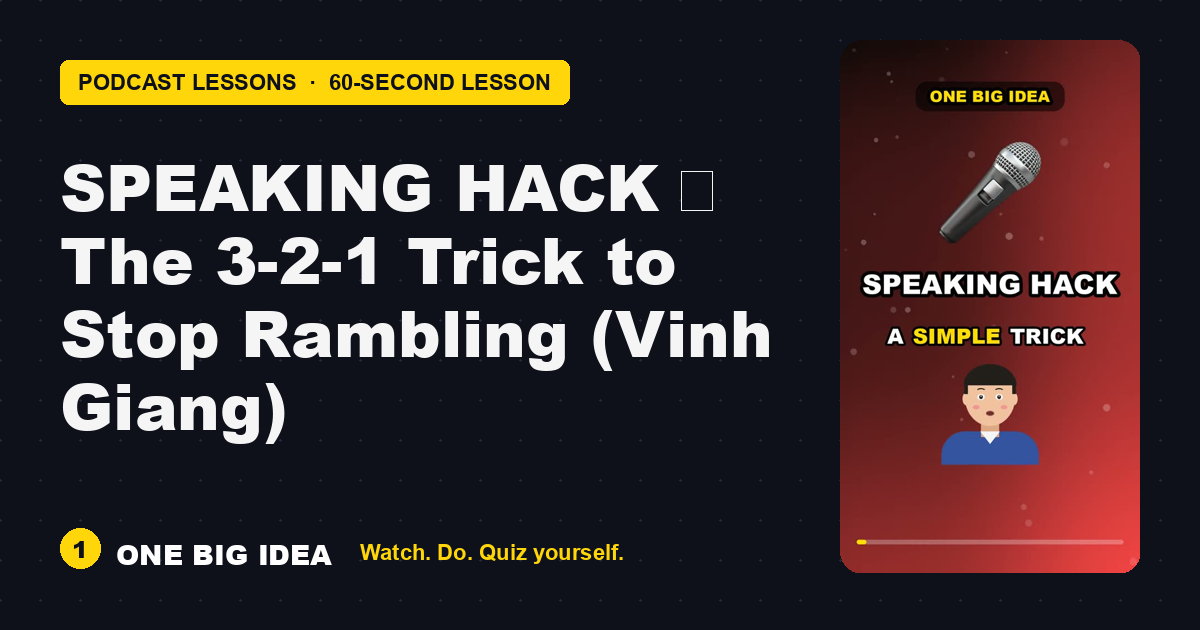 PODCAST LESSONS · 60-SECOND LESSON
SPEAKING HACK □
The 3-2-1 Trick to
Stop Rambling (Vinh
Giang)
1 ONE BIG IDEA Watch. Do. Quiz yourself.
ONE BIG IDEA
SPEAKING HACK
A SIMPLE TRICK